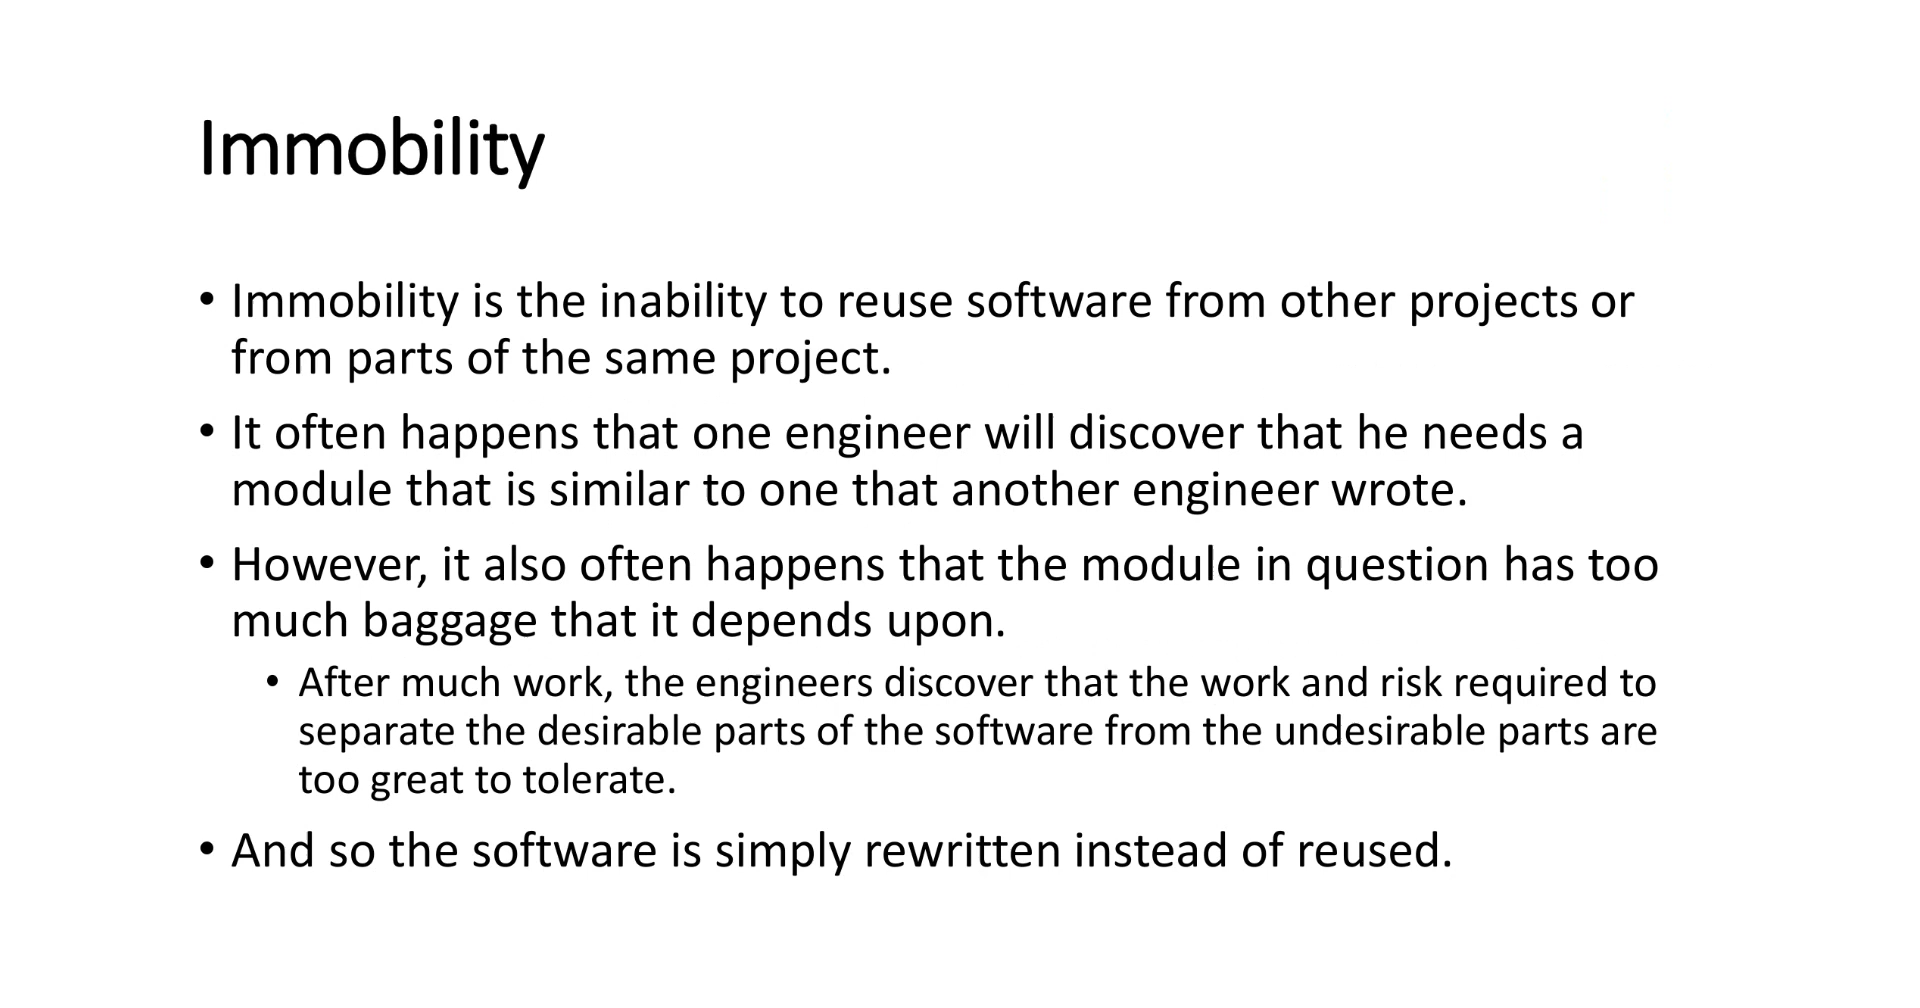 Immobility
• Immobility is the inability to reuse software from other projects or
from parts of the same project.
• It often happens that one engineer will discover that he needs a
module that is similar to one that another engineer wrote.
• However, it also often happens that the module in question has too
much baggage that it depends upon.
• After much work, the engineers discover that the work and risk required to
separate the desirable parts of the software from the undesirable parts are
too great to tolerate.
• And so the software is simply rewritten instead of reused.